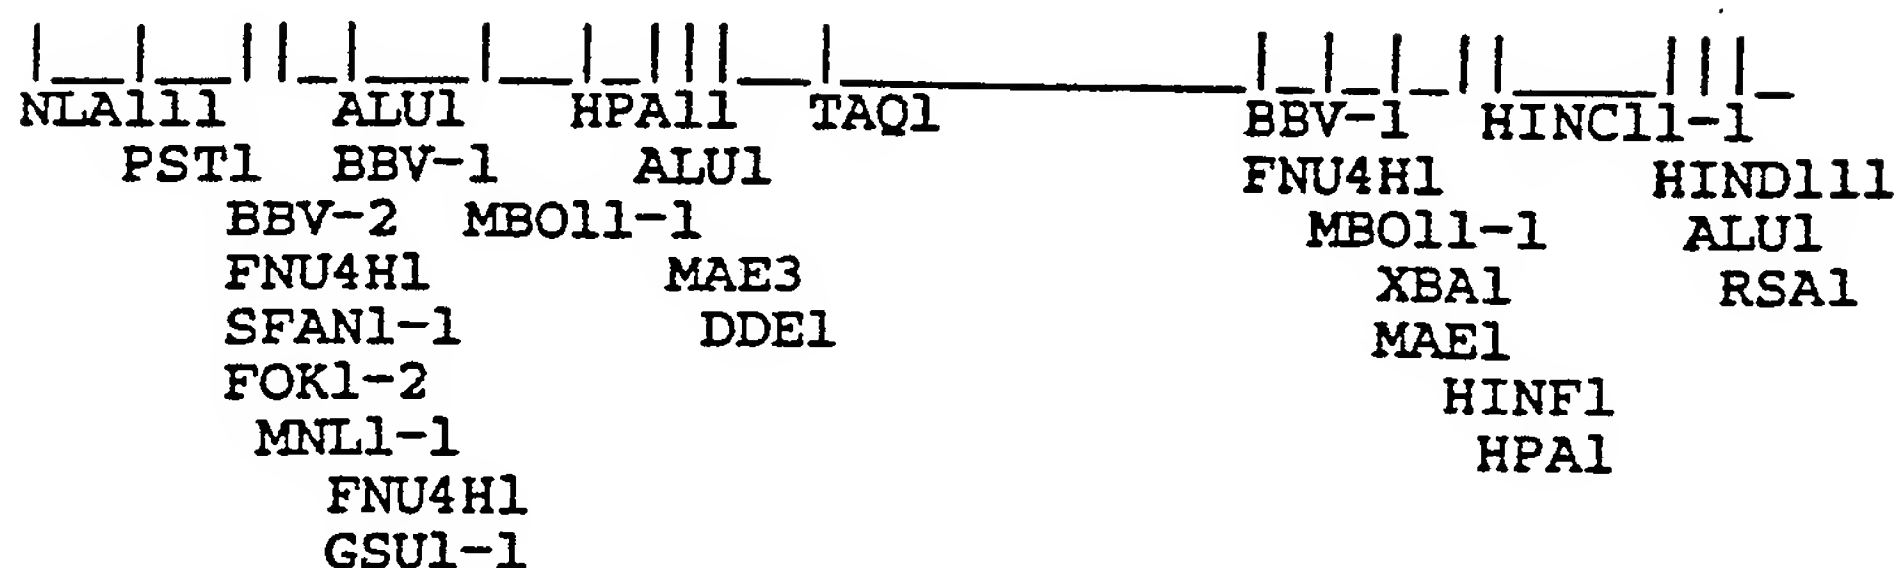 NLA111 ALU1 HPA11 TAQ1 BBV-1 HINC11-1
PST1 BBV-1 ALU1 FNU4H1 HIND111
BBV-2 MBO11-1 MBO11-1 ALU1
FNU4H1 MAE3 XBA1 RSA1
SFAN1-1 DDE1 MAE1
FOK1-2 HINF1
MNL1-1 HPA1
FNU4H1
GSU1-1